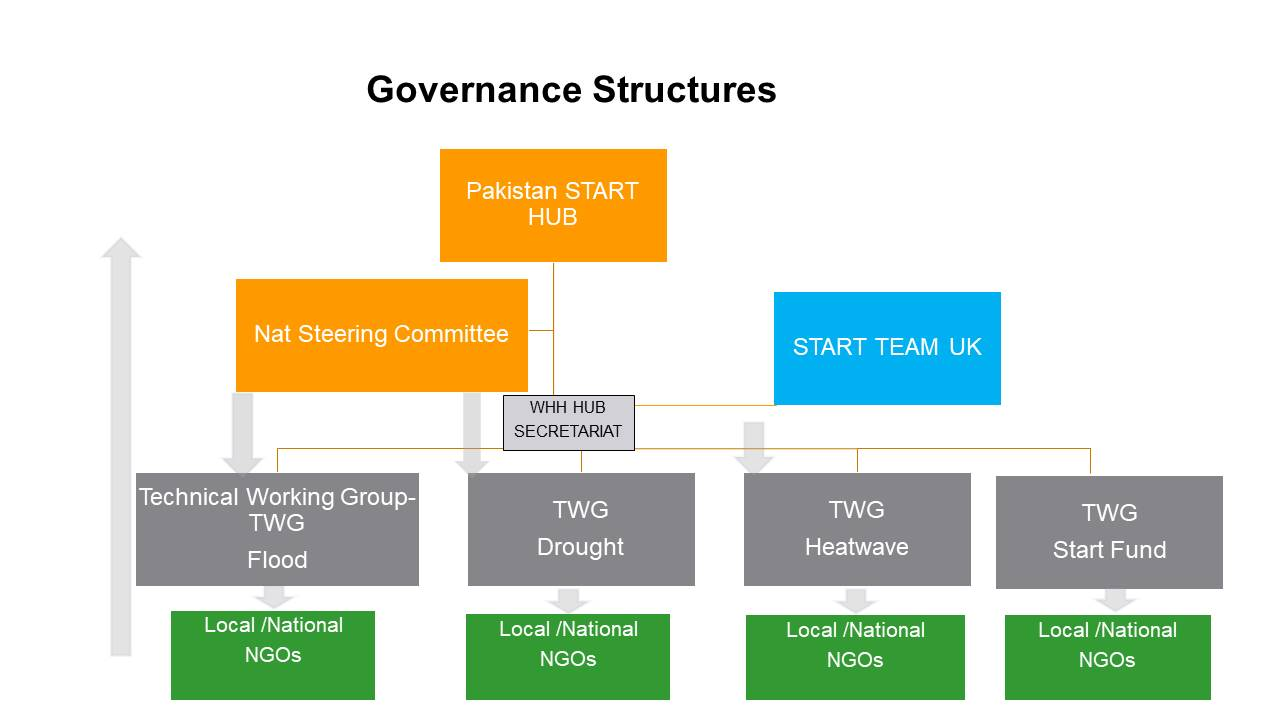 Governance Structures
Pakistan START
HUB
Nat Steering Committee
START TEAM UK
WHH HUB
SECRETARIAT
Technical Working Group-
TWG
Flood
TWG
Drought
TWG
Heatwave
TWG
Start Fund
Local /National
NGOs
Local /National
NGOs
Local /National
NGOs
Local /National
NGOs